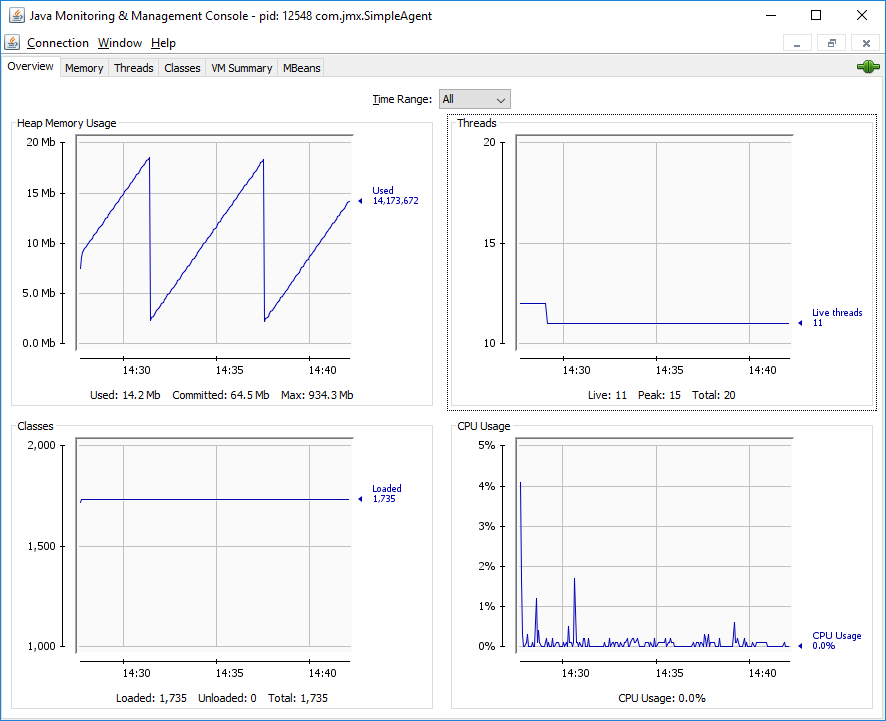 Java Monitoring & Management Console - pid: 12548 com.jmx.SimpleAgent
Connection Window Help
Overview Memory Threads Classes VM Summary MBeans
Time Range: All
Heap Memory Usage
20 Mb
15 Mb
10 Mb
5.0 Mb
0.0 Mb
Used
14,173,672
14:30 14:35 14:40
Used: 14.2 Mb Committed: 64.5 Mb Max: 934.3 Mb
Threads
20
15
10
Live threads
11
14:30 14:35 14:40
Live: 11 Peak: 15 Total: 20
Classes
2,000
1,500
1,000
Loaded
1,735
14:30 14:35 14:40
Loaded: 1,735 Unloaded: 0 Total: 1,735
CPU Usage
5%
4%
3%
2%
1%
0%
CPU Usage
0.0%
14:30 14:35 14:40
CPU Usage: 0.0%